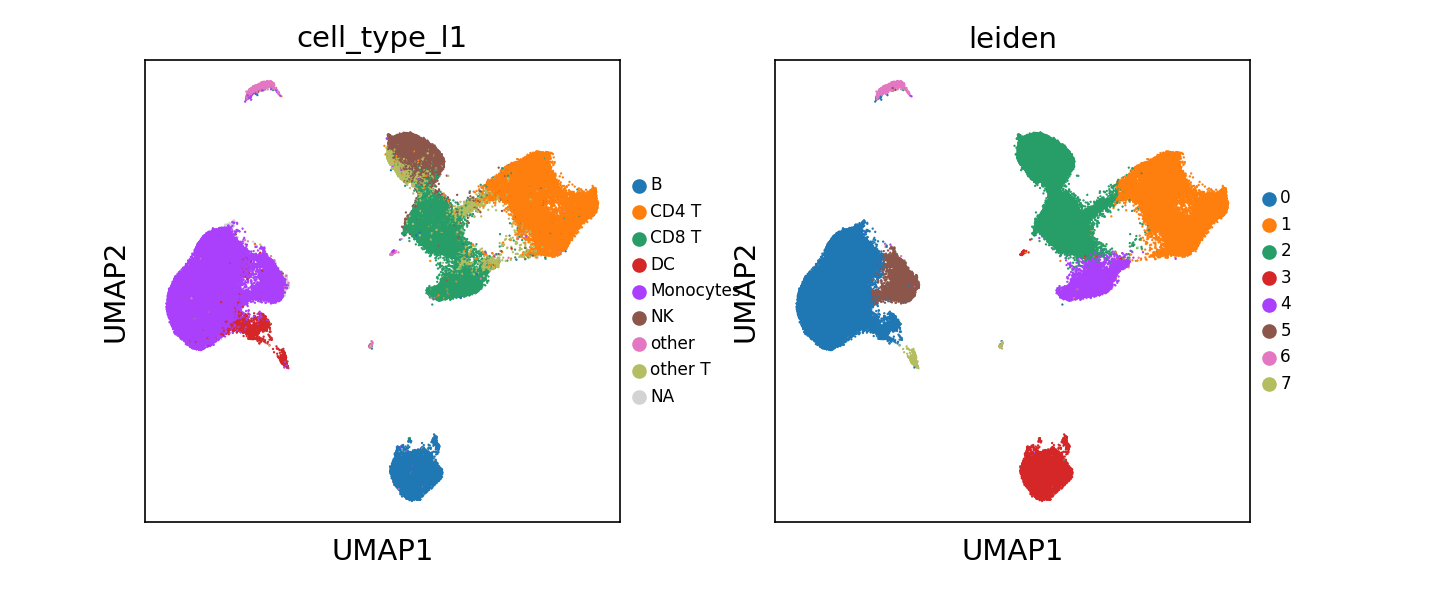 cell_type_l1
UMAP2
UMAP1
B
CD4 T
CD8 T
DC
Monocytes
NK
other
other T
NA
leiden
UMAP2
UMAP1
0
1
2
3
4
5
6
7